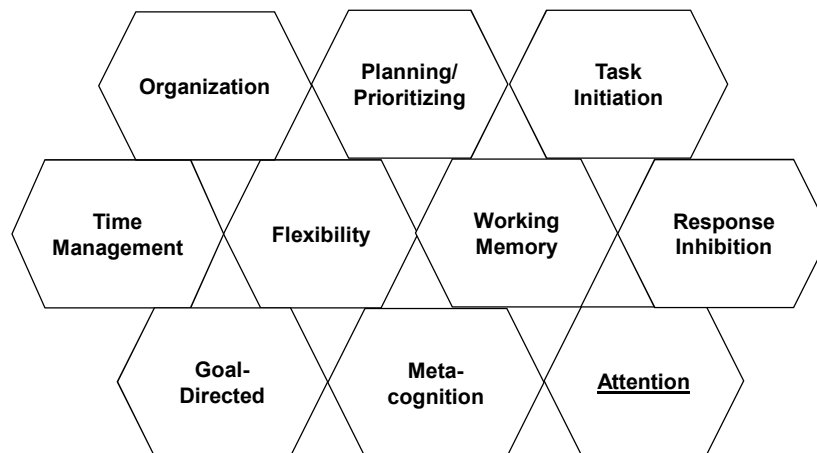 Organization
Planning/
Prioritizing
Task
Initiation
Time
Management
Flexibility
Working
Memory
Response
Inhibition
Goal-
Directed
Meta-
cognition
Attention